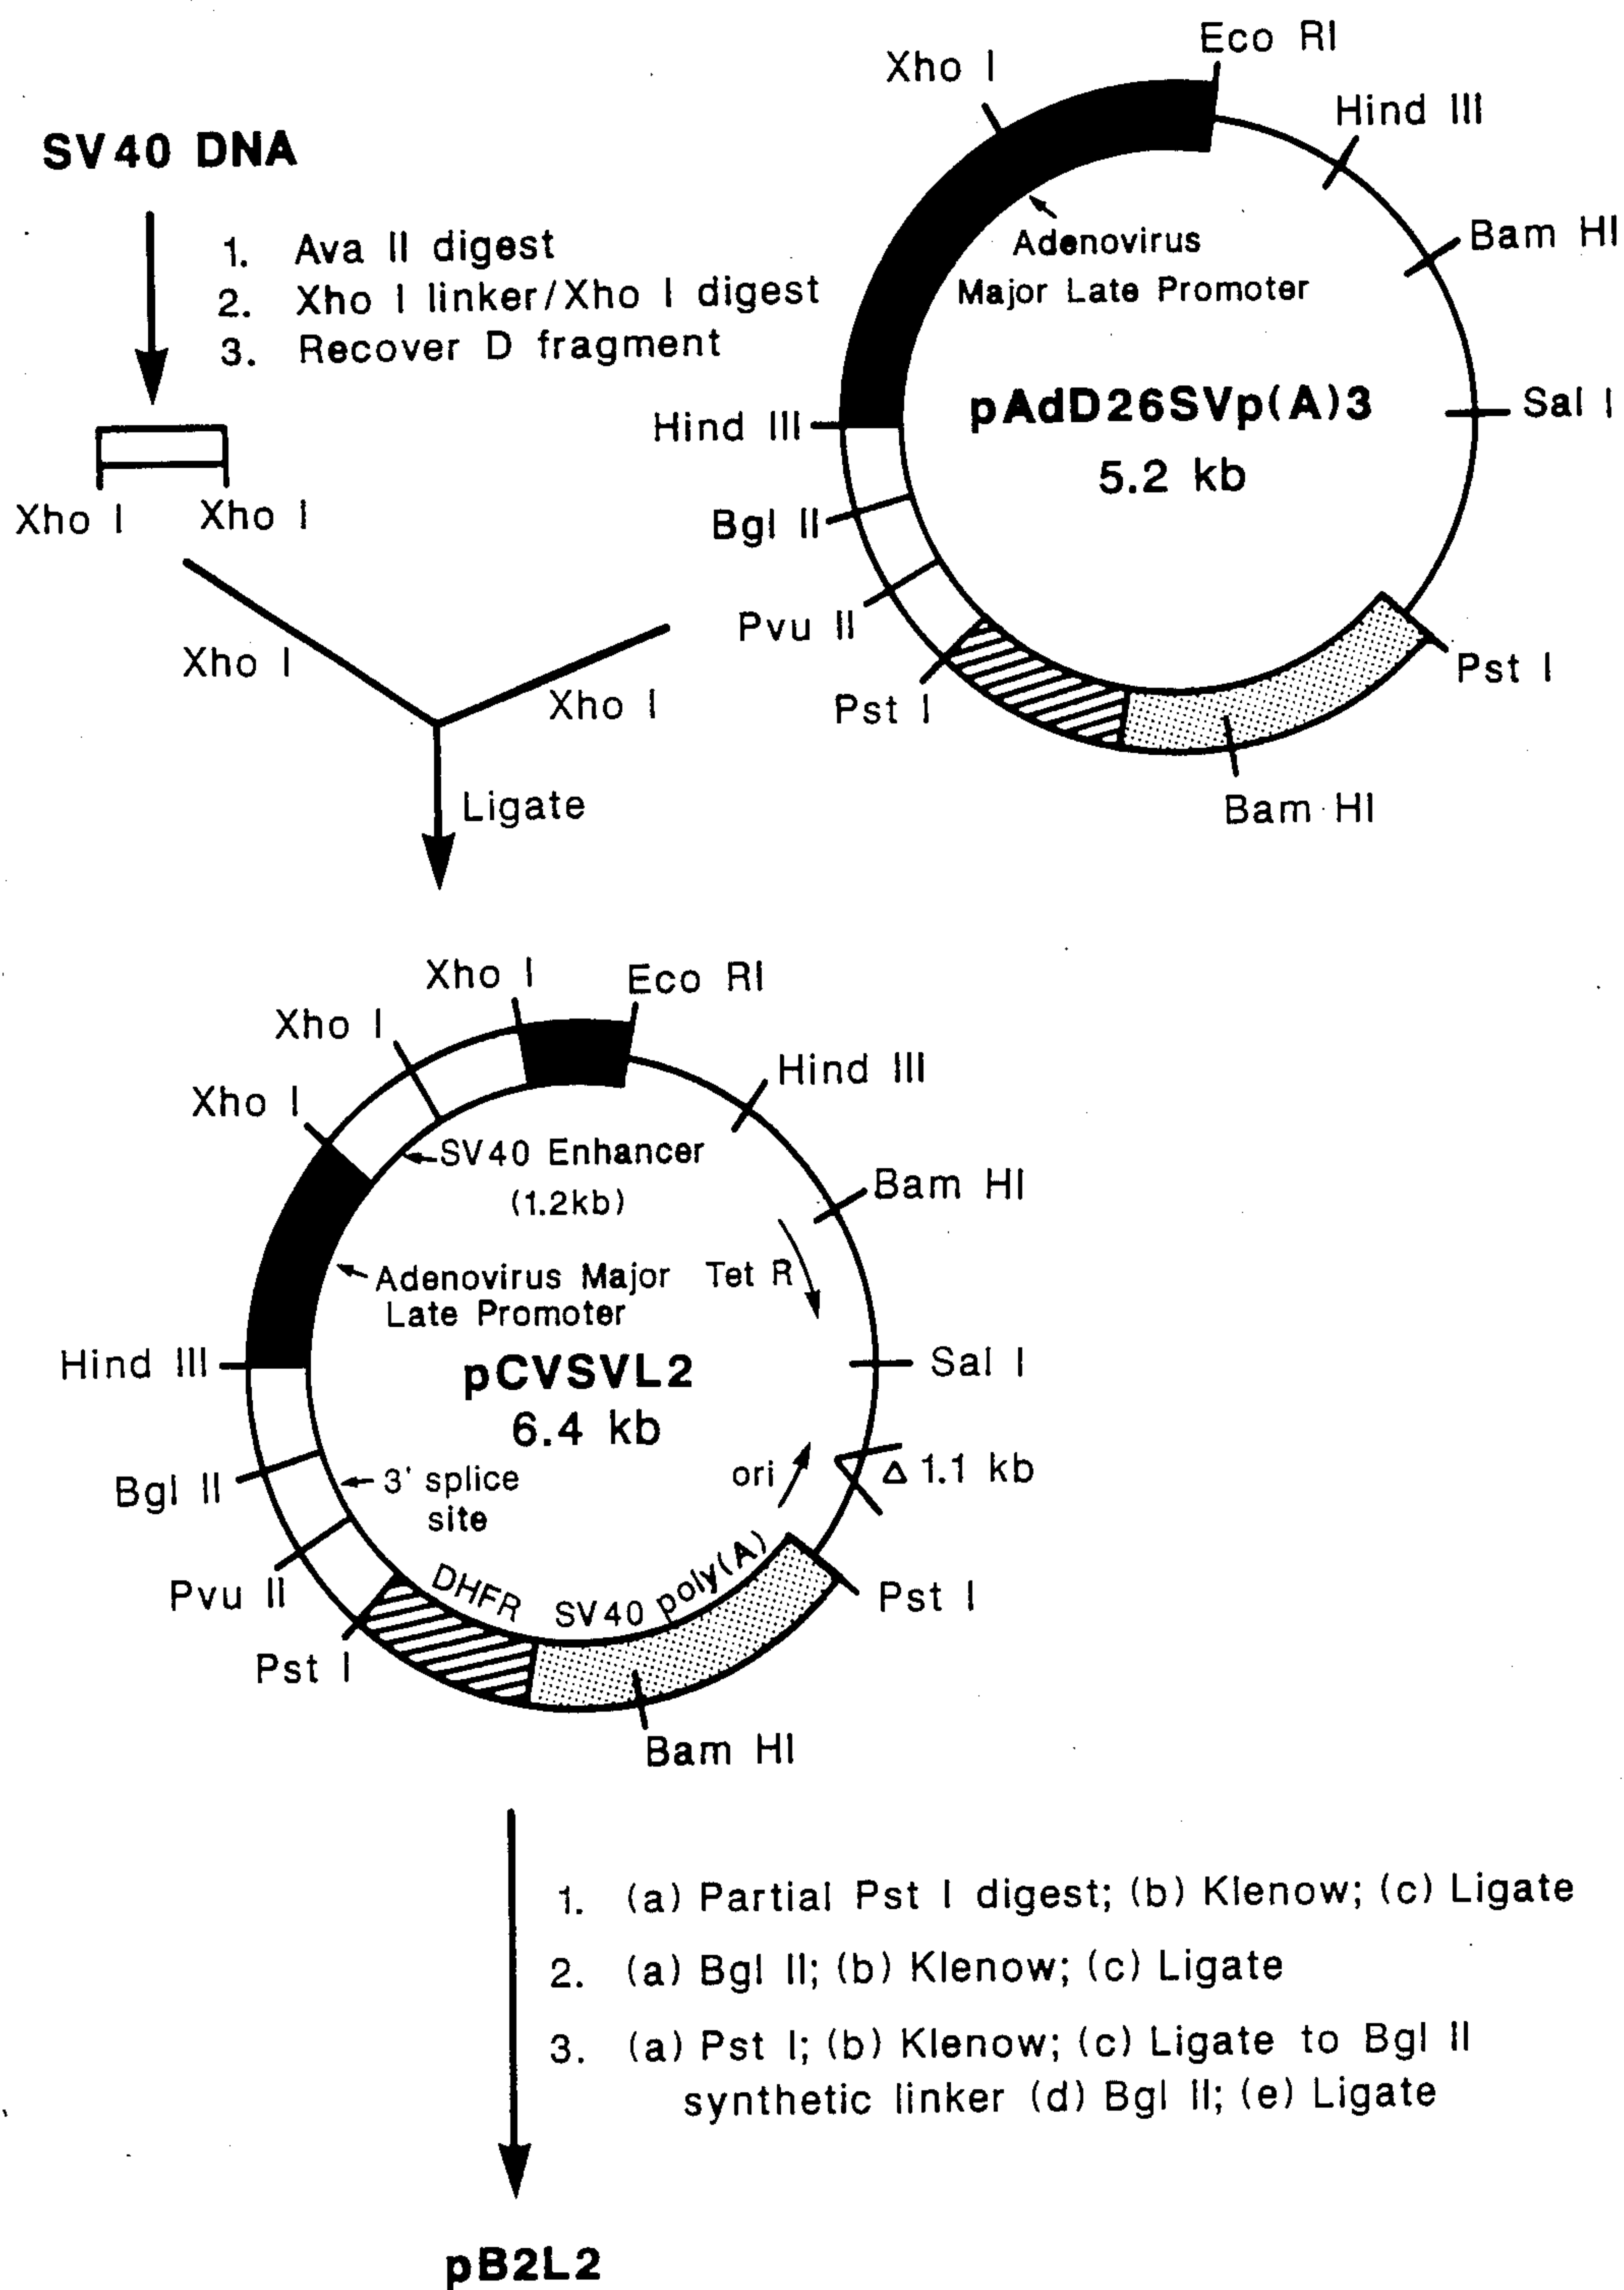 SV40 DNA
1. Ava II digest
2. Xho I linker/Xho I digest
3. Recover D fragment
Xho I
Xho I
Xho I
Eco RI
Hind III
Bam HI
Adenovirus
Major Late Promoter
pAdD26SVp(A)3
5.2 kb
Sal I
Hind III
Bgl II
Pvu II
Pst I
Pst I
Bam HI
Xho I
Xho I
Ligate
Xho I
Eco RI
Xho I
Hind III
Xho I
SV40 Enhancer
(1.2kb)
Bam HI
Adenovirus Major
Late Promoter
Tet R
Hind III
pCVSVL2
6.4 kb
Sal I
Bgl II
3' splice
site
ori
Δ 1.1 kb
Pvu II
DHFR
SV40 poly(A)
Pst I
Pst I
Bam HI
1. (a) Partial Pst I digest; (b) Klenow; (c) Ligate
2. (a) Bgl II; (b) Klenow; (c) Ligate
3. (a) Pst I; (b) Klenow; (c) Ligate to Bgl II
synthetic linker (d) Bgl II; (e) Ligate
pB2L2